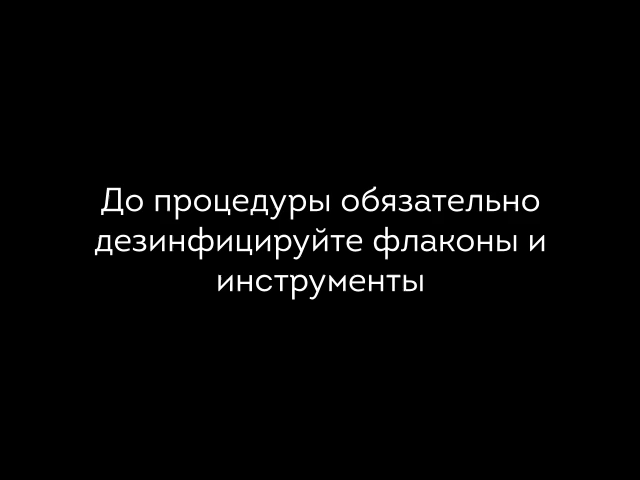 До процедуры обязательно
дезинфицируйте флаконы и
инструменты